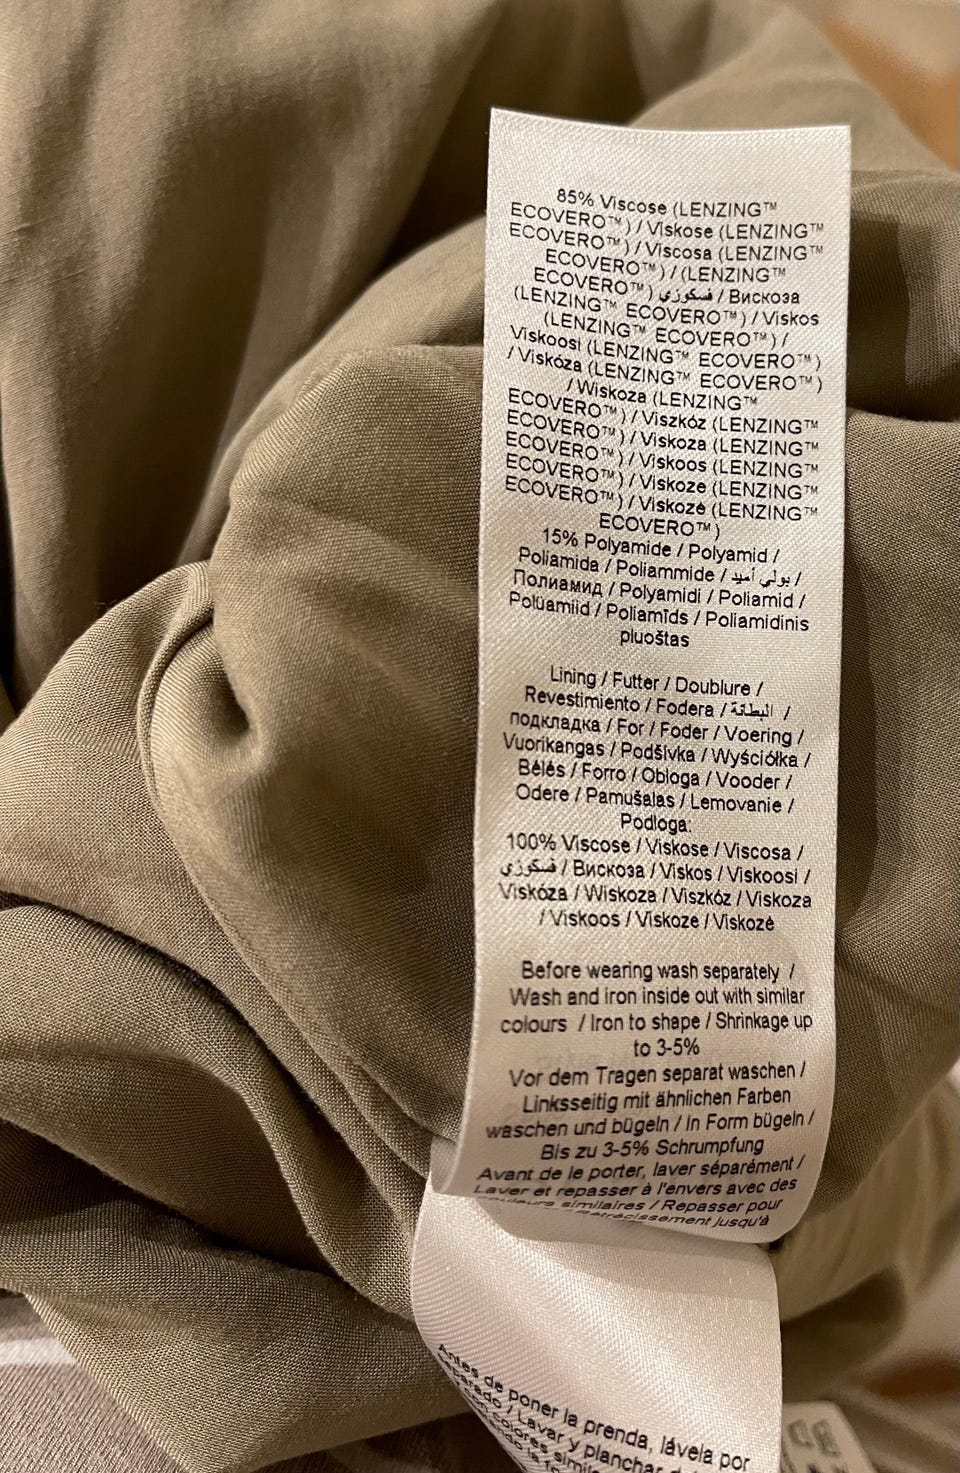 85% Viscose (LENZING™
ECOVERO™) / Viskose (LENZING™
ECOVERO™) / Viscosa (LENZING™
ECOVERO™) / (LENZING™
ECOVERO™) فسكوزي / Вискоза
(LENZING™ ECOVERO™) / Viskos
(LENZING™ ECOVERO™) /
Viskoosi (LENZING™ ECOVERO™)
/ Viskóza (LENZING™ ECOVERO™)
/ Wiskoza (LENZING™
ECOVERO™) / Viszkóz (LENZING™
ECOVERO™) / Viskoza (LENZING™
ECOVERO™) / Viskoos (LENZING™
ECOVERO™) / Viskoze (LENZING™
ECOVERO™) / Viskozė (LENZING™
ECOVERO™)
15% Polyamide / Polyamid /
Poliamida / Poliammide / بولي أميد /
Полиамид / Polyamidi / Poliamid /
Polüamiid / Poliamīds / Poliamidinis
pluoštas
Lining / Futter / Doublure /
Revestimiento / Fodera / البطانة /
подкладка / For / Foder / Voering /
Vuorikangas / Podšívka / Wyściółka /
Bélés / Forro / Obloga / Vooder /
Odere / Pamušalas / Lemovanie /
Podloga:
100% Viscose / Viskose / Viscosa /
فسكوزي / Вискоза / Viskos / Viskoosi /
Viskóza / Wiskoza / Viszkóz / Viskoza
/ Viskoos / Viskoze / Viskozė
Before wearing wash separately /
Wash and iron inside out with similar
colours / Iron to shape / Shrinkage up
to 3-5%
Vor dem Tragen separat waschen /
Linksseitig mit ähnlichen Farben
waschen und bügeln / In Form bügeln /
Bis zu 3-5% Schrumpfung
Avant de le porter, laver séparément /
Laver et repasser à l'envers avec des
couleurs similaires / Repasser pour
Rétrécissement jusqu'à
Antes de poner la prenda, lávela por
separado / Lavar y planchar
con colores